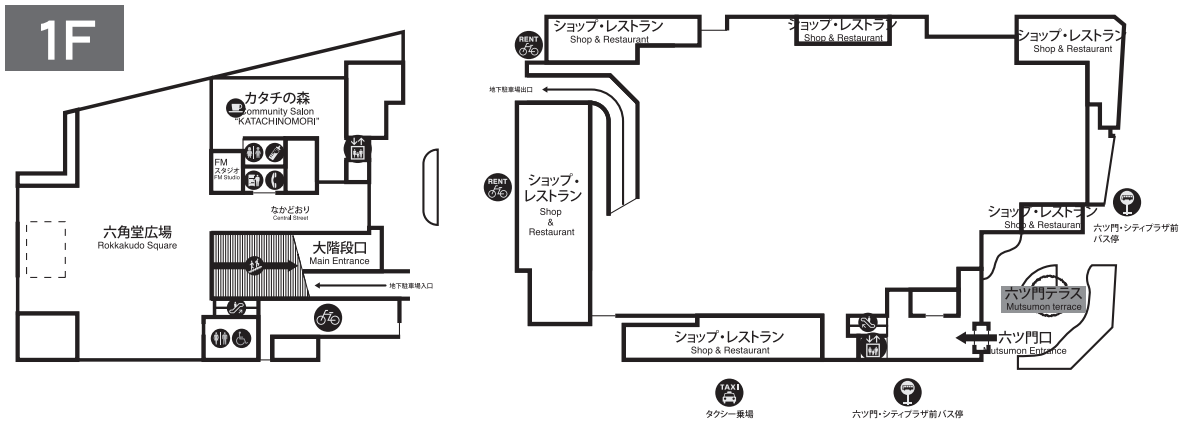 1F
カタチの森
Community Salon
"KATACHINOMORI"
FM
スタジオ
FM Studio
なかどおり
Central Street
六角堂広場
Rokkakudo Square
大階段口
Main Entrance
地下駐車場入口
ショップ・レストラン
Shop & Restaurant
RENT
地下駐車場出口
RENT
ショップ・
レストラン
Shop
&
Restaurant
ショップ・レストラン
Shop & Restaurant
ショップ・レストラン
Shop & Restaurant
ショップ・レストラン
Shop & Restaurant
六ツ門・シティプラザ前
バス停
六ツ門テラス
Mutsumon terrace
六ツ門口
Mutsumon Entrance
ショップ・レストラン
Shop & Restaurant
TAXI
タクシー乗場
六ツ門・シティプラザ前バス停